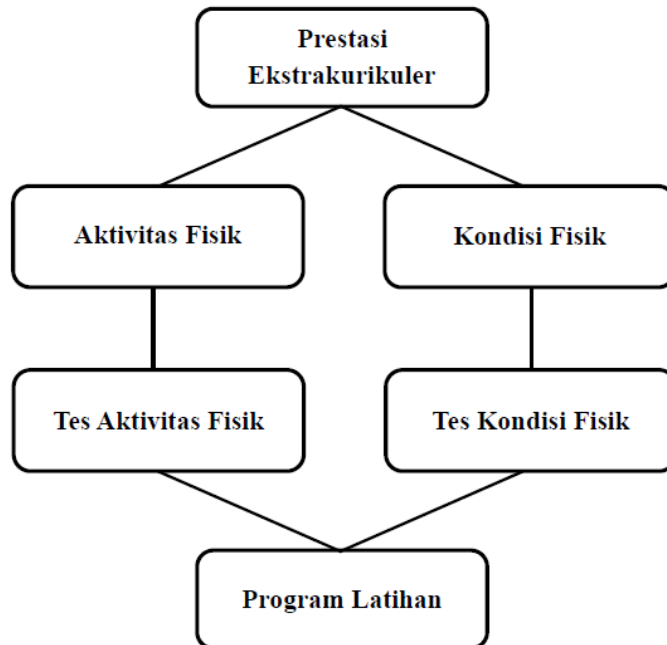 Prestasi
Ekstrakurikuler
Aktivitas Fisik
Kondisi Fisik
Tes Aktivitas Fisik
Tes Kondisi Fisik
Program Latihan